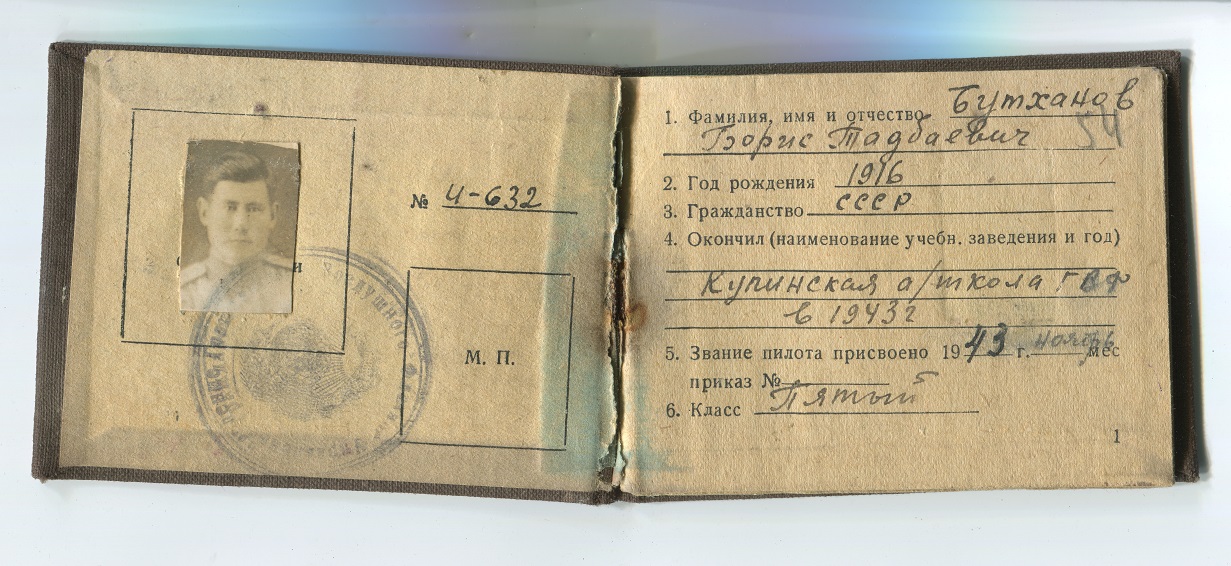 № Ч-632
М. П.
1. Фамилия, имя и отчество Бутханов
Борис Тадбаевич 54
2. Год рождения 1916
3. Гражданство СССР
4. Окончил (наименование учебн. заведения и год)
Купинская а/школа ГВФ
в 1943г
5. Звание пилота присвоено 1943 г. ноябрь мес
приказ №
6. Класс Пятый
1